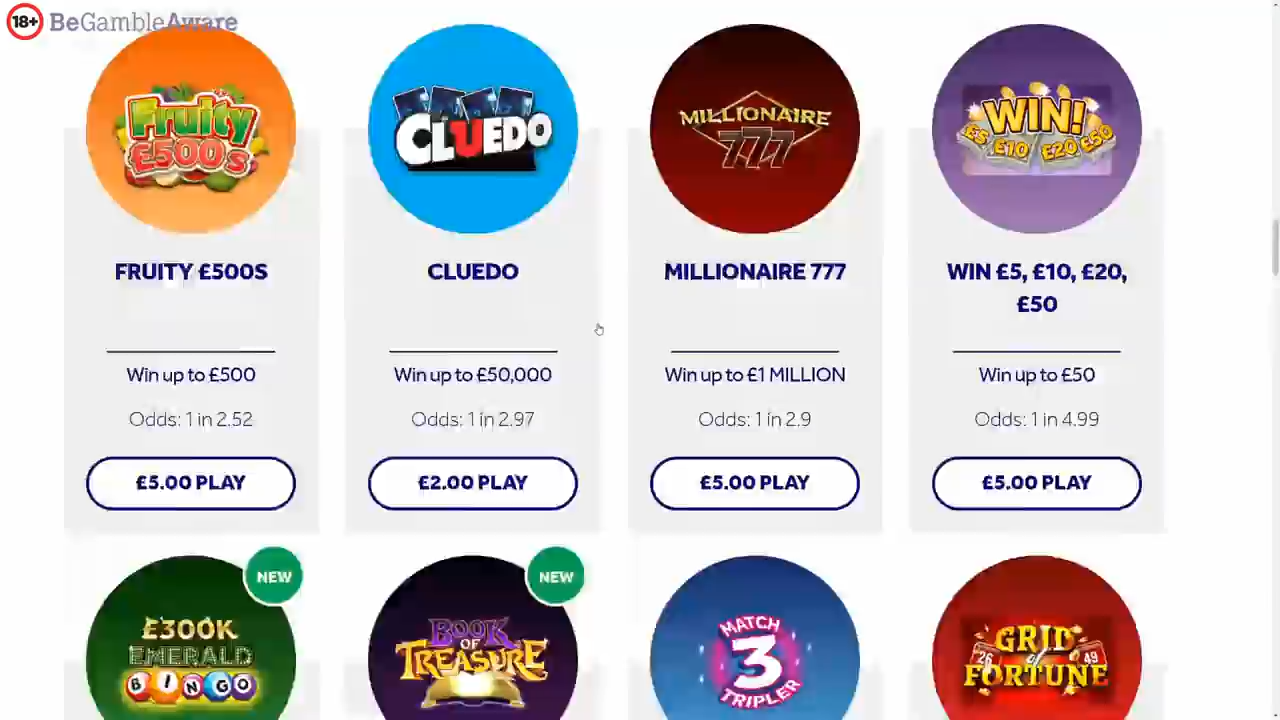 18+ BeGambleAware
Fruity
£500s
CLUEDO
MILLIONAIRE
777
WIN!
£5 £10 £20 £50
FRUITY £500S
CLUEDO
MILLIONAIRE 777
WIN £5, £10, £20,
£50
Win up to £500
Win up to £50,000
Win up to £1 MILLION
Win up to £50
Odds: 1 in 2.52
Odds: 1 in 2.97
Odds: 1 in 2.9
Odds: 1 in 4.99
£5.00 PLAY
£2.00 PLAY
£5.00 PLAY
£5.00 PLAY
NEW
NEW
£300K
EMERALD
BINGO
BOOK
OF
TREASURE
MATCH
3
TRIPLER
GRID
OF
26 49
FORTUNE